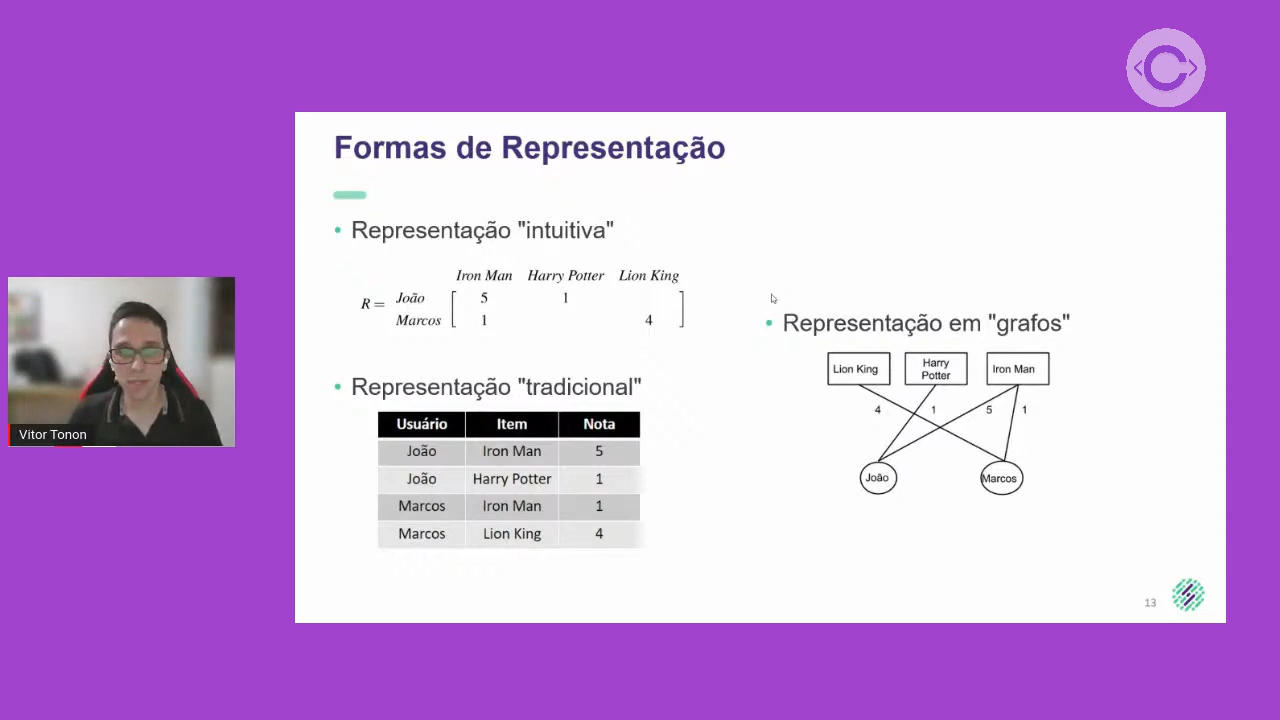 Formas de Representação
• Representação "intuitiva"
Iron Man Harry Potter Lion King
R = João 5 1
Marcos 1 4
• Representação "tradicional"
Usuário Item Nota
João Iron Man 5
João Harry Potter 1
Marcos Iron Man 1
Marcos Lion King 4
• Representação em "grafos"
Lion King Harry Potter Iron Man
4 1 5 1
João Marcos
13
Vitor Tonon